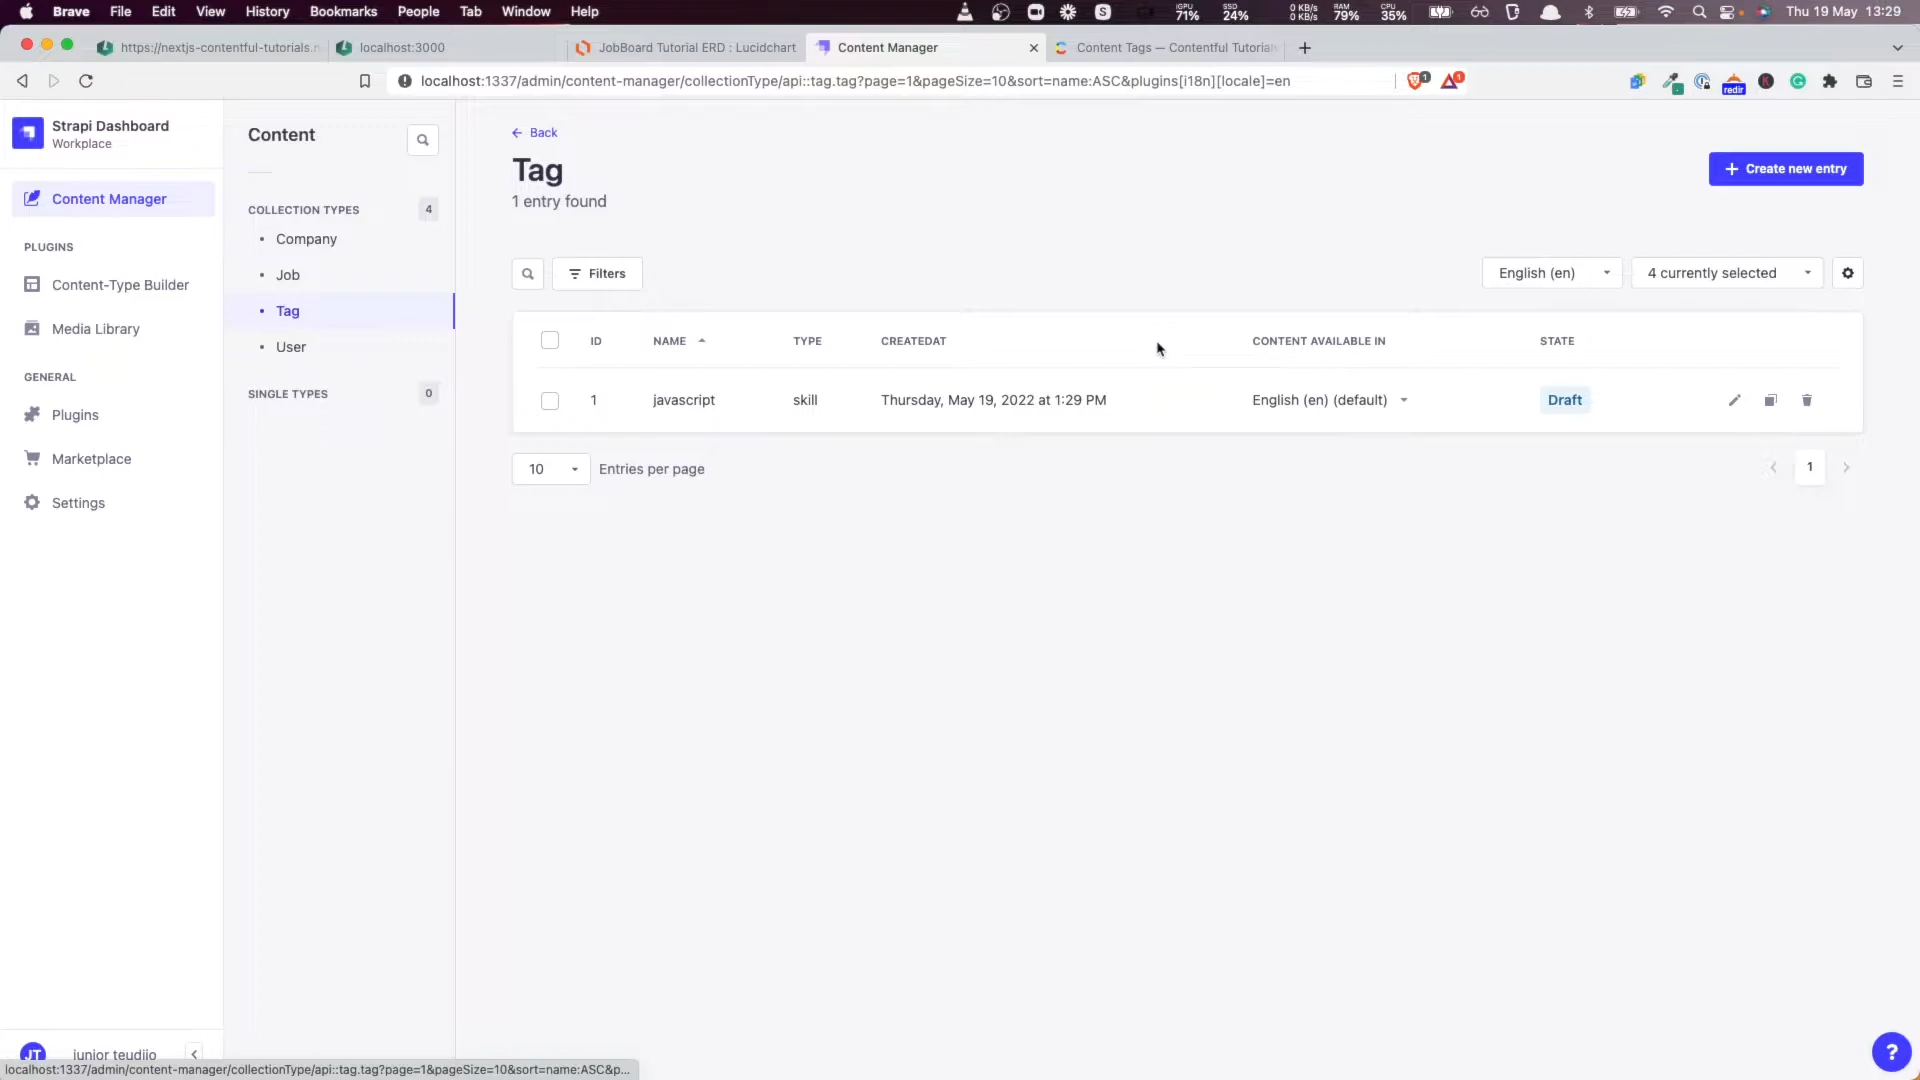 Brave File Edit View History Bookmarks People Tab Window Help
S
IGPU 71%
SSD 24%
0 KB/s 0 KB/s
RAM 79%
CPU 35%
Thu 19 May 13:29
https://nextjs-contentful-tutorials.n
localhost:3000
JobBoard Tutorial ERD : Lucidchart
Content Manager
Content Tags — Contentful Tutorial
localhost:1337/admin/content-manager/collectionType/api::tag.tag?page=1&pageSize=10&sort=name:ASC&plugins[i18n][locale]=en
1
1
redir
Strapi Dashboard
Workplace
Content Manager
PLUGINS
Content-Type Builder
Media Library
GENERAL
Plugins
Marketplace
Settings
JT junior teudjio
Content
COLLECTION TYPES 4
Company
Job
Tag
User
SINGLE TYPES 0
Back
Tag
1 entry found
Create new entry
Filters
English (en)
4 currently selected
ID NAME TYPE CREATEDAT CONTENT AVAILABLE IN STATE
1 javascript skill Thursday, May 19, 2022 at 1:29 PM English (en) (default) Draft
10 Entries per page
1
?
localhost:1337/admin/content-manager/collectionType/api::tag.tag?page=1&pageSize=10&sort=name:ASC&p...